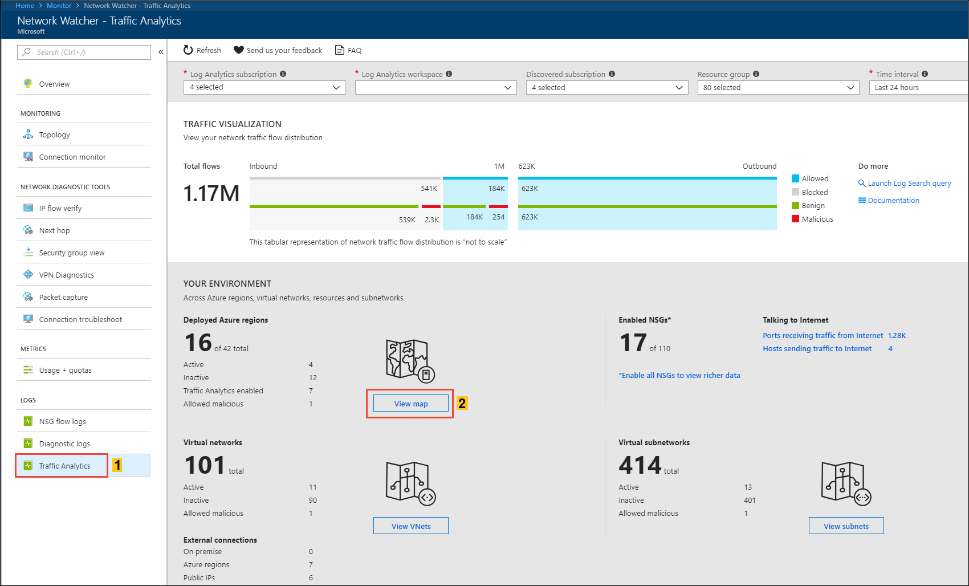 Home > Monitor > Network Watcher - Traffic Analytics
Network Watcher - Traffic Analytics
Microsoft
Search (Ctrl+/)
«
Overview
MONITORING
Topology
Connection monitor
NETWORK DIAGNOSTIC TOOLS
IP flow verify
Next hop
Security group view
VPN Diagnostics
Packet capture
Connection troubleshoot
METRICS
Usage + quotas
LOGS
NSG flow logs
Diagnostic logs
Traffic Analytics 1
Refresh Send us your feedback FAQ
* Log Analytics subscription * Log Analytics workspace Discovered subscription Resource group * Time interval
4 selected 4 selected 80 selected Last 24 hours
TRAFFIC VISUALIZATION
View your network traffic flow distribution
Total flows Inbound 1M 623K Outbound
1.17M
541K 184K 623K
539K 2.3K 184K 254 623K
Allowed
Blocked
Benign
Malicious
Do more
Launch Log Search query
Documentation
This tabular representation of network traffic flow distribution is "not to scale"
YOUR ENVIRONMENT
Across Azure regions, virtual networks, resources and subnetworks
Deployed Azure regions
16 of 42 total
Active 4
Inactive 12
Traffic Analytics enabled 7
Allowed malicious 1
View map 2
Enabled NSGs*
17 of 110
*Enable all NSGs to view richer data
Talking to Internet
Ports receiving traffic from Internet 1.28K
Hosts sending traffic to Internet 4
Virtual networks
101 total
Active 11
Inactive 90
Allowed malicious 1
View VNets
Virtual subnetworks
414 total
Active 13
Inactive 401
Allowed malicious 1
View subnets
External connections
On premise 0
Azure regions 7
Public IPs 6